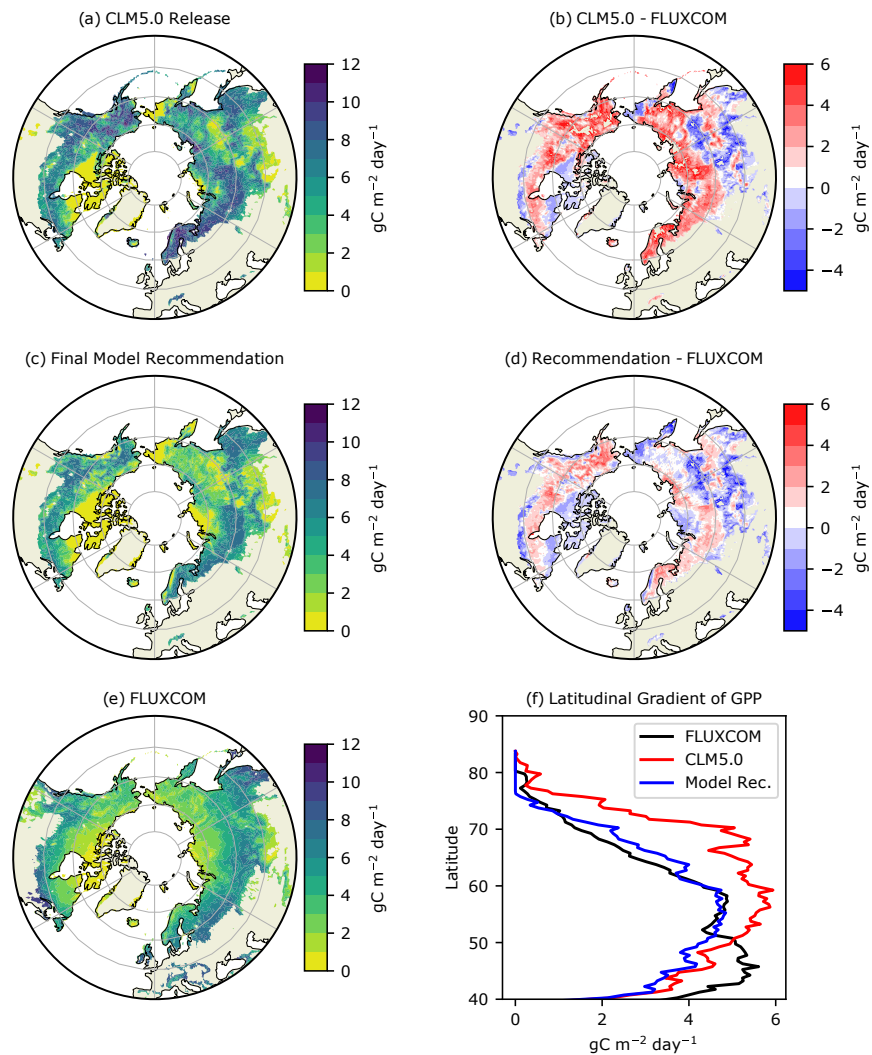 (a) CLM5.0 Release
12
10
8
6
4
2
0
gC m⁻² day⁻¹
(b) CLM5.0 - FLUXCOM
6
4
2
0
−2
−4
gC m⁻² day⁻¹
(c) Final Model Recommendation
12
10
8
6
4
2
0
gC m⁻² day⁻¹
(d) Recommendation - FLUXCOM
6
4
2
0
−2
−4
gC m⁻² day⁻¹
(e) FLUXCOM
12
10
8
6
4
2
0
gC m⁻² day⁻¹
(f) Latitudinal Gradient of GPP
90
80
70
60
50
40
Latitude
FLUXCOM
CLM5.0
Model Rec.
0 2 4 6
gC m⁻² day⁻¹